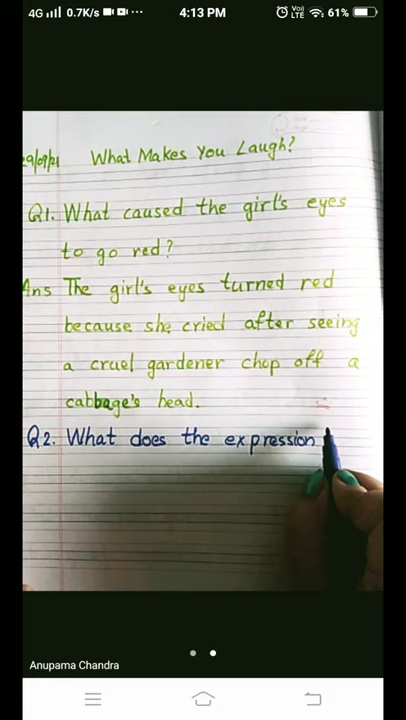 4G 0.7K/s ... 4:13 PM Voi) LTE 61%
29/09/21 What Makes You Laugh?
Q1. What caused the girl's eyes
to go red?
Ans The girl's eyes turned red
because she cried after seeing
a cruel gardener chop off a
cabbage's head.
Q2. What does the expression
Anupama Chandra